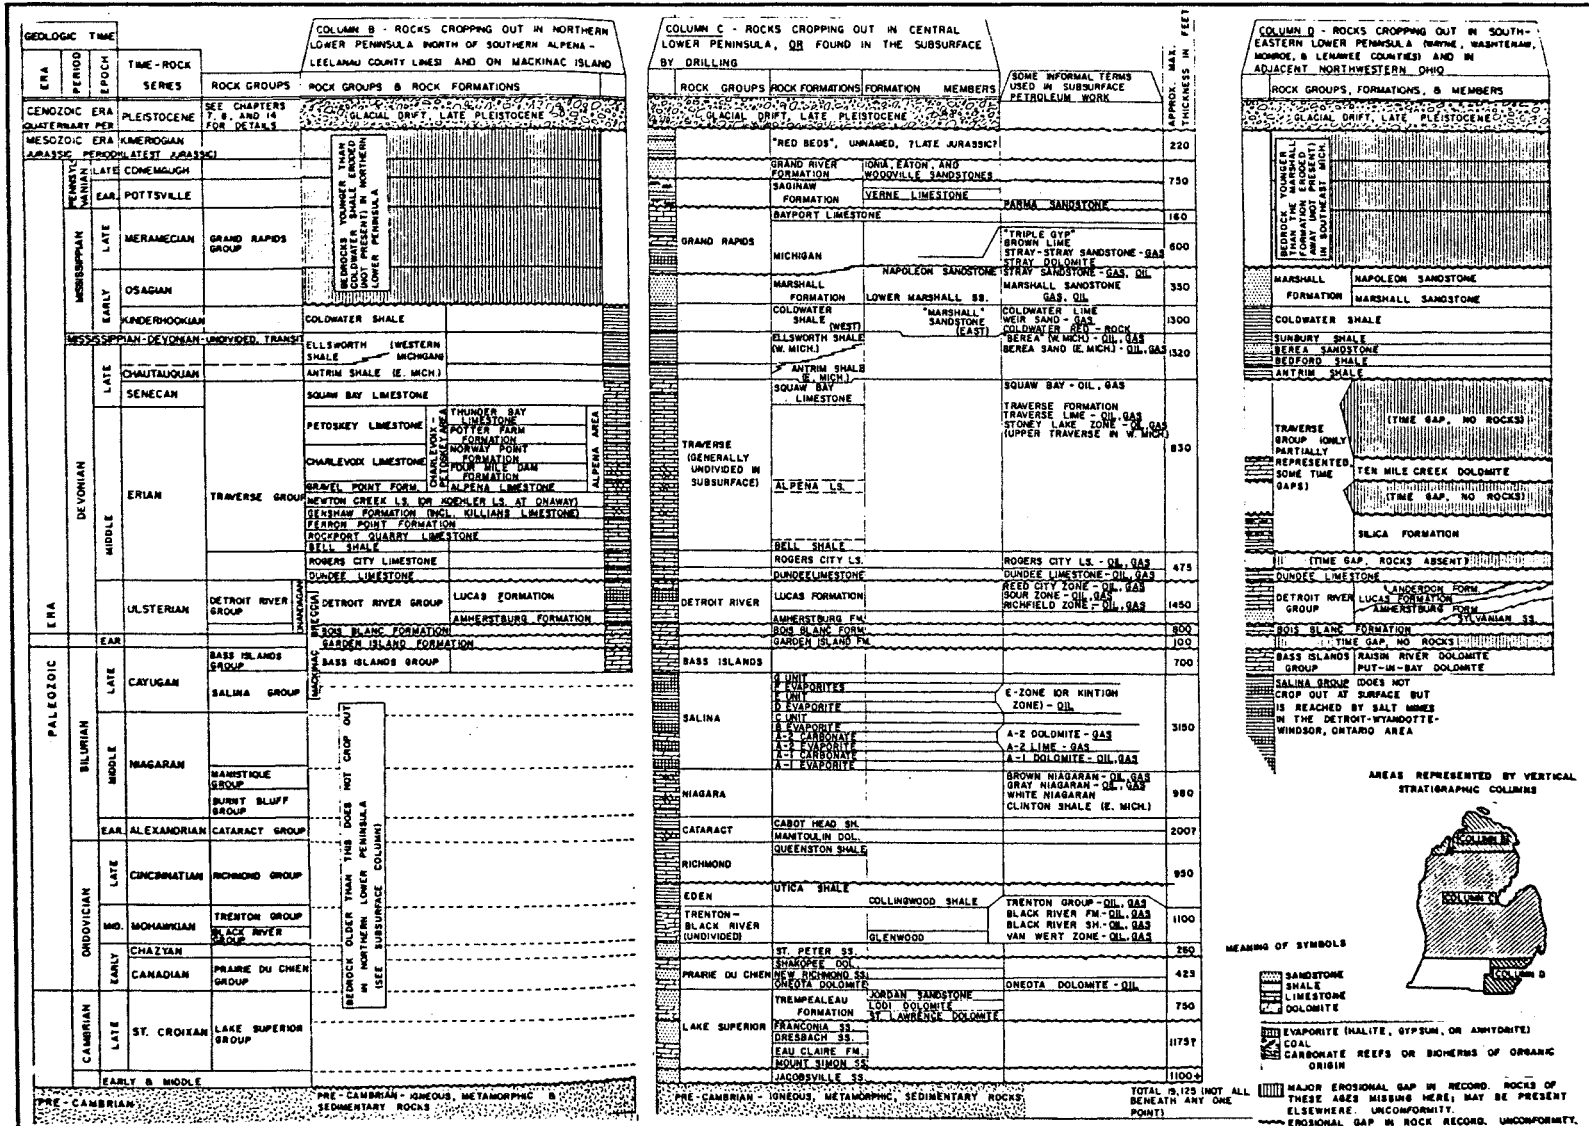 GEOLOGIC TIME
ERA
PERIOD
EPOCH
TIME-ROCK
SERIES
ROCK GROUPS
CENOZOIC ERA
QUATERNARY PER
PLEISTOCENE
SEE CHAPTERS
7, 8, AND 14
FOR DETAILS
MESOZOIC ERA
KIMERIDGIAN
JURASSIC PERIOD (LATEST JURASSIC)
PENNSYL
VANIAN
LATE
CONEMAUGH
EAR.
POTTSVILLE
MISSISSIPPIAN
LATE
MERAMECIAN
GRAND RAPIDS
GROUP
EARLY
OSAGIAN
KINDERHOOKIAN
MISSISSIPPIAN-DEVONIAN-UNDIVIDED, TRANSIT
DEVONIAN
LATE
CHAUTAUQUAN
SENECAN
MIDDLE
ERIAN
TRAVERSE GROUP
ULSTERIAN
DETROIT RIVER
GROUP
EAR.
ERA
PALEOZOIC
SILURIAN
LATE
CAYUGAN
BASS ISLANDS
GROUP
SALINA GROUP
MIDDLE
NIAGARAN
MANISTIQUE
GROUP
BURNT BLUFF
GROUP
EAR.
ALEXANDRIAN
CATARACT GROUP
ORDOVICIAN
LATE
CINCINNATIAN
RICHMOND GROUP
MID.
MOHAWKIAN
TRENTON GROUP
BLACK RIVER
GROUP
EARLY
CHAZYAN
CANADIAN
PRAIRIE DU CHIEN
GROUP
CAMBRIAN
LATE
ST. CROIXAN
LAKE SUPERIOR
GROUP
EARLY & MIDDLE
PRE-CAMBRIAN
COLUMN B - ROCKS CROPPING OUT IN NORTHERN
LOWER PENINSULA (NORTH OF SOUTHERN ALPENA -
LEELANAU COUNTY LINES) AND ON MACKINAC ISLAND
ROCK GROUPS & ROCK FORMATIONS
GLACIAL DRIFT, LATE PLEISTOCENE
BEDROCKS YOUNGER THAN
COLDWATER SHALE ERODED
(NOT PRESENT) IN NORTHERN
LOWER PENINSULA
COLDWATER SHALE
ELLSWORTH (WESTERN
SHALE MICHIGAN)
ANTRIM SHALE (E. MICH.)
SQUAW BAY LIMESTONE
PETOSKEY LIMESTONE
CHARLEVOIX LIMESTONE
GRAVEL POINT FORM.
CHARLEVOIX-
PETOSKEY AREA
THUNDER BAY
LIMESTONE
POTTER FARM
FORMATION
NORWAY POINT
FORMATION
FOUR MILE DAM
FORMATION
ALPENA LIMESTONE
ALPENA AREA
NEWTON CREEK LS. (OR KOEHLER LS. AT ONAWAY)
GENSHAW FORMATION (INCL. KILLIANS LIMESTONE)
FERRON POINT FORMATION
ROCKPORT QUARRY LIMESTONE
BELL SHALE
ROGERS CITY LIMESTONE
DUNDEE LIMESTONE
MACKINAC BRECCIA
DETROIT RIVER GROUP
LUCAS FORMATION
AMHERSTBURG FORMATION
BOIS BLANC FORMATION
GARDEN ISLAND FORMATION
BASS ISLANDS GROUP
BEDROCK OLDER THAN THIS DOES NOT CROP OUT
IN NORTHERN LOWER PENINSULA
(SEE SUBSURFACE COLUMN)
PRE-CAMBRIAN - IGNEOUS, METAMORPHIC &
SEDIMENTARY ROCKS
COLUMN C - ROCKS CROPPING OUT IN CENTRAL
LOWER PENINSULA, OR FOUND IN THE SUBSURFACE
BY DRILLING
ROCK GROUPS
ROCK FORMATIONS
FORMATION MEMBERS
SOME INFORMAL TERMS
USED IN SUBSURFACE
PETROLEUM WORK
APPROX. MAX.
THICKNESS IN FEET
GLACIAL DRIFT, LATE PLEISTOCENE
"RED BEDS", UNNAMED, ?LATE JURASSIC?
220
GRAND RIVER
FORMATION
IONIA, EATON, AND
WOODVILLE SANDSTONES
SAGINAW
FORMATION
VERNE LIMESTONE
750
PARMA SANDSTONE
BAYPORT LIMESTONE
160
GRAND RAPIDS
MICHIGAN
"TRIPLE GYP"
BROWN LIME
STRAY-STRAY SANDSTONE - GAS
STRAY DOLOMITE
600
NAPOLEON SANDSTONE
STRAY SANDSTONE - GAS, OIL
MARSHALL
FORMATION
LOWER MARSHALL SS.
MARSHALL SANDSTONE
GAS, OIL
350
COLDWATER
SHALE
(WEST)
"MARSHALL"
SANDSTONE
(EAST)
COLDWATER LIME
WEIR SAND - GAS
COLDWATER RED-ROCK
1300
ELLSWORTH SHALE
(W. MICH.)
"BEREA" (W. MICH.) - OIL, GAS
BEREA SAND (E. MICH.) - OIL, GAS
1320
ANTRIM SHALE
(E. MICH.)
SQUAW BAY
LIMESTONE
SQUAW BAY - OIL, GAS
TRAVERSE
(GENERALLY
UNDIVIDED IN
SUBSURFACE)
TRAVERSE FORMATION
TRAVERSE LIME - OIL, GAS
STONEY LAKE ZONE - OIL, GAS
(UPPER TRAVERSE IN W. MICH.)
830
ALPENA LS.
BELL SHALE
ROGERS CITY LS.
ROGERS CITY LS. - OIL, GAS
475
DUNDEE LIMESTONE
DUNDEE LIMESTONE - OIL, GAS
DETROIT RIVER
LUCAS FORMATION
REED CITY ZONE - OIL, GAS
SOUR ZONE - OIL, GAS
RICHFIELD ZONE - OIL, GAS
1450
AMHERSTBURG FM.
BOIS BLANC FORM.
800
GARDEN ISLAND FM.
100
BASS ISLANDS
700
SALINA
G UNIT
F EVAPORITES
E UNIT
D EVAPORITE
C UNIT
B EVAPORITE
A-2 CARBONATE
A-2 EVAPORITE
A-1 CARBONATE
A-1 EVAPORITE
E-ZONE (OR KINTIGH
ZONE) - OIL
A-2 DOLOMITE - GAS
A-2 LIME - GAS
A-1 DOLOMITE - OIL, GAS
3150
NIAGARA
BROWN NIAGARAN - OIL, GAS
GRAY NIAGARAN - OIL, GAS
WHITE NIAGARAN
CLINTON SHALE (E. MICH.)
980
CATARACT
CABOT HEAD SH.
MANITOULIN DOL.
200?
RICHMOND
QUEENSTON SHALE
950
EDEN
UTICA SHALE
COLLINGWOOD SHALE
TRENTON-
BLACK RIVER
(UNDIVIDED)
GLENWOOD
TRENTON GROUP - OIL, GAS
BLACK RIVER FM. - OIL, GAS
BLACK RIVER SH. - OIL, GAS
VAN WERT ZONE - OIL, GAS
1100
ST. PETER SS.
250
PRAIRIE DU CHIEN
SHAKOPEE DOL.
NEW RICHMOND SS.
ONEOTA DOLOMITE
ONEOTA DOLOMITE - OIL
425
LAKE SUPERIOR
TREMPEALEAU
FORMATION
JORDAN SANDSTONE
LODI DOLOMITE
ST. LAWRENCE DOLOMITE
750
FRANCONIA SS.
DRESBACH SS.
EAU CLAIRE FM.
MOUNT SIMON SS.
1175?
JACOBSVILLE SS.
1100+
PRE-CAMBRIAN - IGNEOUS, METAMORPHIC, SEDIMENTARY ROCKS
TOTAL 19,125 (NOT ALL
BENEATH ANY ONE
POINT)
COLUMN D - ROCKS CROPPING OUT IN SOUTH-
EASTERN LOWER PENINSULA (WAYNE, WASHTENAW,
MONROE, & LENAWEE COUNTIES) AND IN
ADJACENT NORTHWESTERN OHIO
ROCK GROUPS, FORMATIONS, & MEMBERS
GLACIAL DRIFT, LATE PLEISTOCENE
BEDROCK YOUNGER
THAN THE MARSHALL
FORMATION ERODED
AWAY (NOT PRESENT)
IN SOUTHEAST MICH.
MARSHALL
FORMATION
NAPOLEON SANDSTONE
MARSHALL SANDSTONE
COLDWATER SHALE
SUNBURY SHALE
BEREA SANDSTONE
BEDFORD SHALE
ANTRIM SHALE
TRAVERSE
GROUP (ONLY
PARTIALLY
REPRESENTED,
SOME TIME
GAPS)
(TIME GAP, NO ROCKS)
TEN MILE CREEK DOLOMITE
(TIME GAP, NO ROCKS)
SILICA FORMATION
(TIME GAP, ROCKS ABSENT)
DUNDEE LIMESTONE
DETROIT RIVER
GROUP
ANDERDON FORM.
LUCAS FORMATION
AMHERSTBURG FORM.
SYLVANIAN SS.
BOIS BLANC FORMATION
TIME GAP, NO ROCKS
BASS ISLANDS
GROUP
RAISIN RIVER DOLOMITE
PUT-IN-BAY DOLOMITE
SALINA GROUP (DOES NOT
CROP OUT AT SURFACE BUT
IS REACHED BY SALT MINES
IN THE DETROIT-WYANDOTTE-
WINDSOR, ONTARIO AREA
AREAS REPRESENTED BY VERTICAL
STRATIGRAPHIC COLUMNS
COLUMN B
COLUMN C
COLUMN D
MEANING OF SYMBOLS
SANDSTONE
SHALE
LIMESTONE
DOLOMITE
EVAPORITE (HALITE, GYPSUM, OR ANHYDRITE)
COAL
CARBONATE REEFS OR BIOHERMS OF ORGANIC
ORIGIN
MAJOR EROSIONAL GAP IN RECORD. ROCKS OF
THESE AGES MISSING HERE; MAY BE PRESENT
ELSEWHERE. UNCONFORMITY.
EROSIONAL GAP IN ROCK RECORD, UNCONFORMITY.